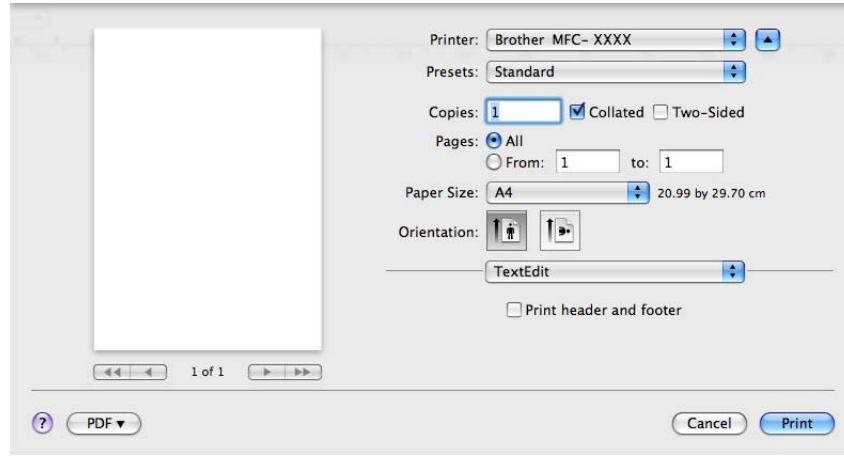 Printer: Brother MFC- XXXX
Presets: Standard
Copies: 1 Collated Two-Sided
Pages: All
From: 1 to: 1
Paper Size: A4 20.99 by 29.70 cm
Orientation:
TextEdit
Print header and footer
1 of 1
? PDF ▾ Cancel Print